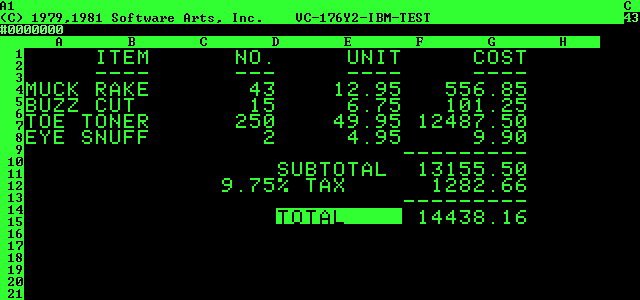 A1 C
(C) 1979,1981 Software Arts, Inc. VC-176Y2-IBM-TEST 43
#0000000
A B C D E F G H
1 ITEM NO. UNIT COST
2 ---- ---- ---- ----
3
4 MUCK RAKE 43 12.95 556.85
5 BUZZ CUT 15 6.75 101.25
6 TOE TONER 250 49.95 12487.50
7
8 EYE SNUFF 2 4.95 9.90
9 ---------
10
11 SUBTOTAL 13155.50
12 9.75% TAX 1282.66
13 ---------
14
15 TOTAL 14438.16
16
17
18
19
20
21